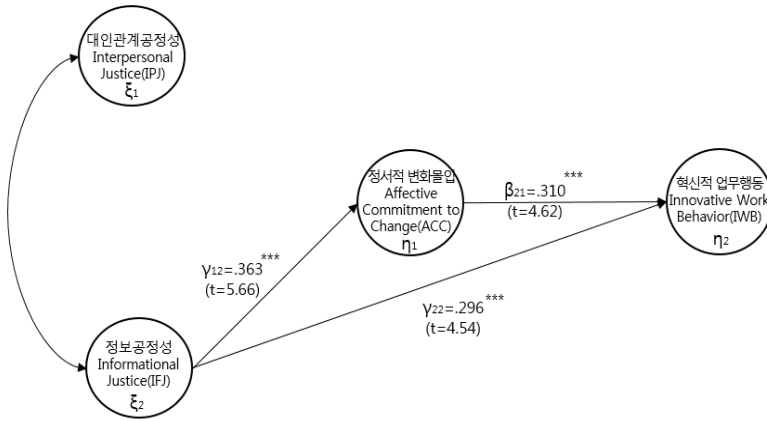 대인관계공정성
Interpersonal
Justice(IPJ)
ξ1
정서적 변화몰입
Affective
Commitment to
Change(ACC)
η1
β21=.310***
(t=4.62)
혁신적 업무행동
Innovative Work
Behavior(IWB)
η2
γ12=.363***
(t=5.66)
γ22=.296***
(t=4.54)
정보공정성
Informational
Justice(IFJ)
ξ2